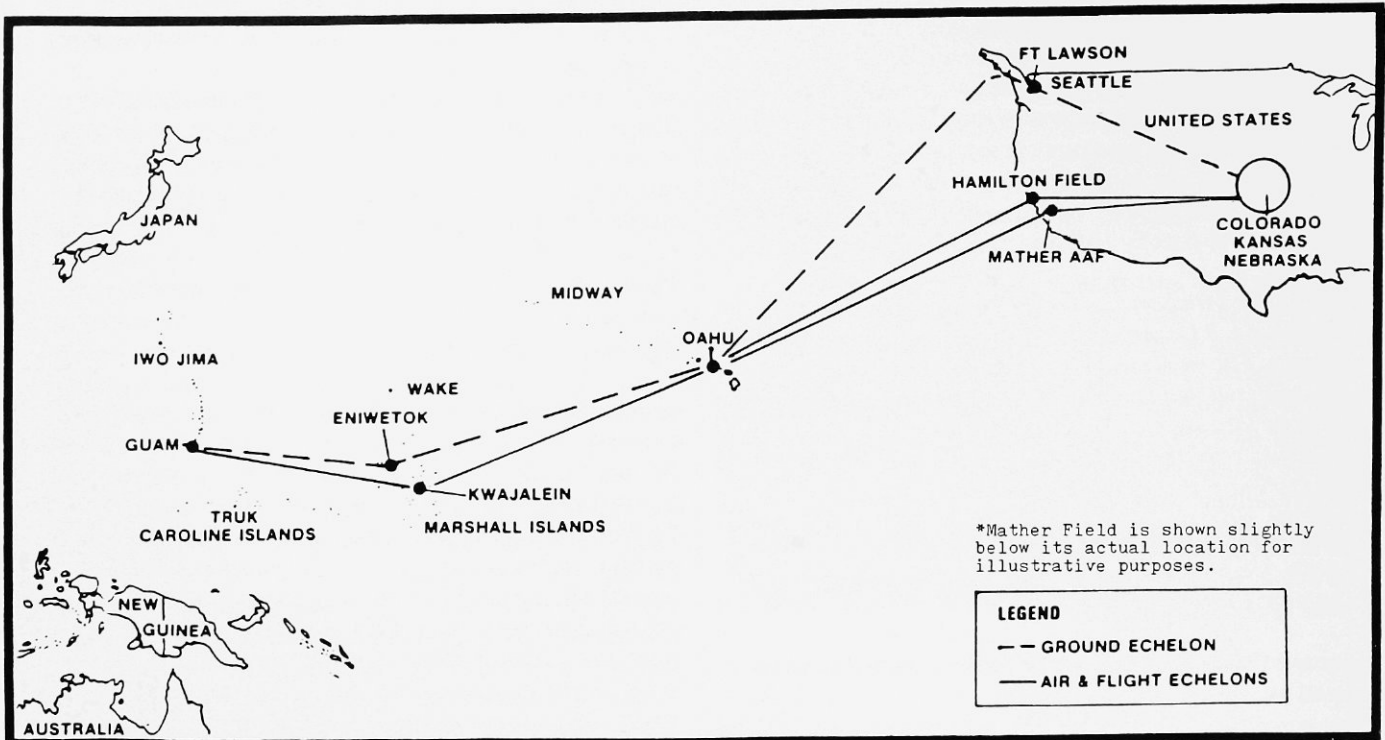 FT LAWSON
SEATTLE
UNITED STATES
HAMILTON FIELD
COLORADO
KANSAS
NEBRASKA
MATHER AAF
JAPAN
MIDWAY
OAHU
IWO JIMA
WAKE
ENIWETOK
GUAM
KWAJALEIN
MARSHALL ISLANDS
TRUK
CAROLINE ISLANDS
NEW
GUINEA
AUSTRALIA
*Mather Field is shown slightly
below its actual location for
illustrative purposes.
LEGEND
GROUND ECHELON
AIR & FLIGHT ECHELONS